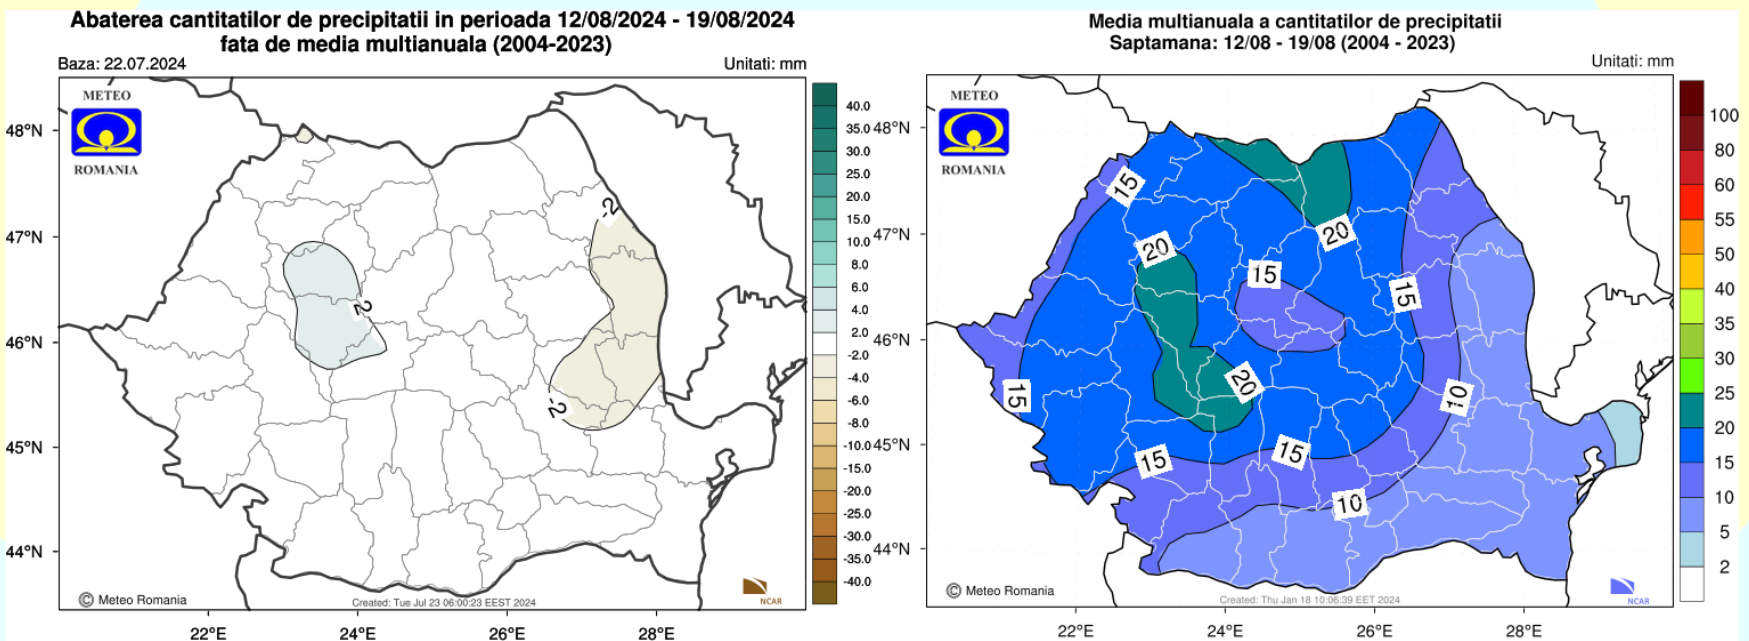 Abaterea cantitatilor de precipitatii in perioada 12/08/2024 - 19/08/2024
fata de media multianuala (2004-2023)
Baza: 22.07.2024
Unitati: mm
METEO
ROMANIA
48°N
47°N
46°N
45°N
44°N
22°E
24°E
26°E
28°E
-2
2
-2
40.0
35.0
30.0
25.0
20.0
15.0
10.0
8.0
6.0
4.0
2.0
-2.0
-4.0
-6.0
-8.0
-10.0
-15.0
-20.0
-25.0
-30.0
-35.0
-40.0
© Meteo Romania
Created: Tue Jul 23 06:00:23 EEST 2024
NCAR
Media multianuala a cantitatilor de precipitatii
Saptamana: 12/08 - 19/08 (2004 - 2023)
Unitati: mm
METEO
ROMANIA
48°N
47°N
46°N
45°N
44°N
22°E
24°E
26°E
28°E
15
20
20
15
15
15
20
10
15
15
10
100
80
60
55
50
40
35
30
25
20
15
10
5
2
© Meteo Romania
Created: Thu Jan 18 10:06:39 EET 2024
NCAR